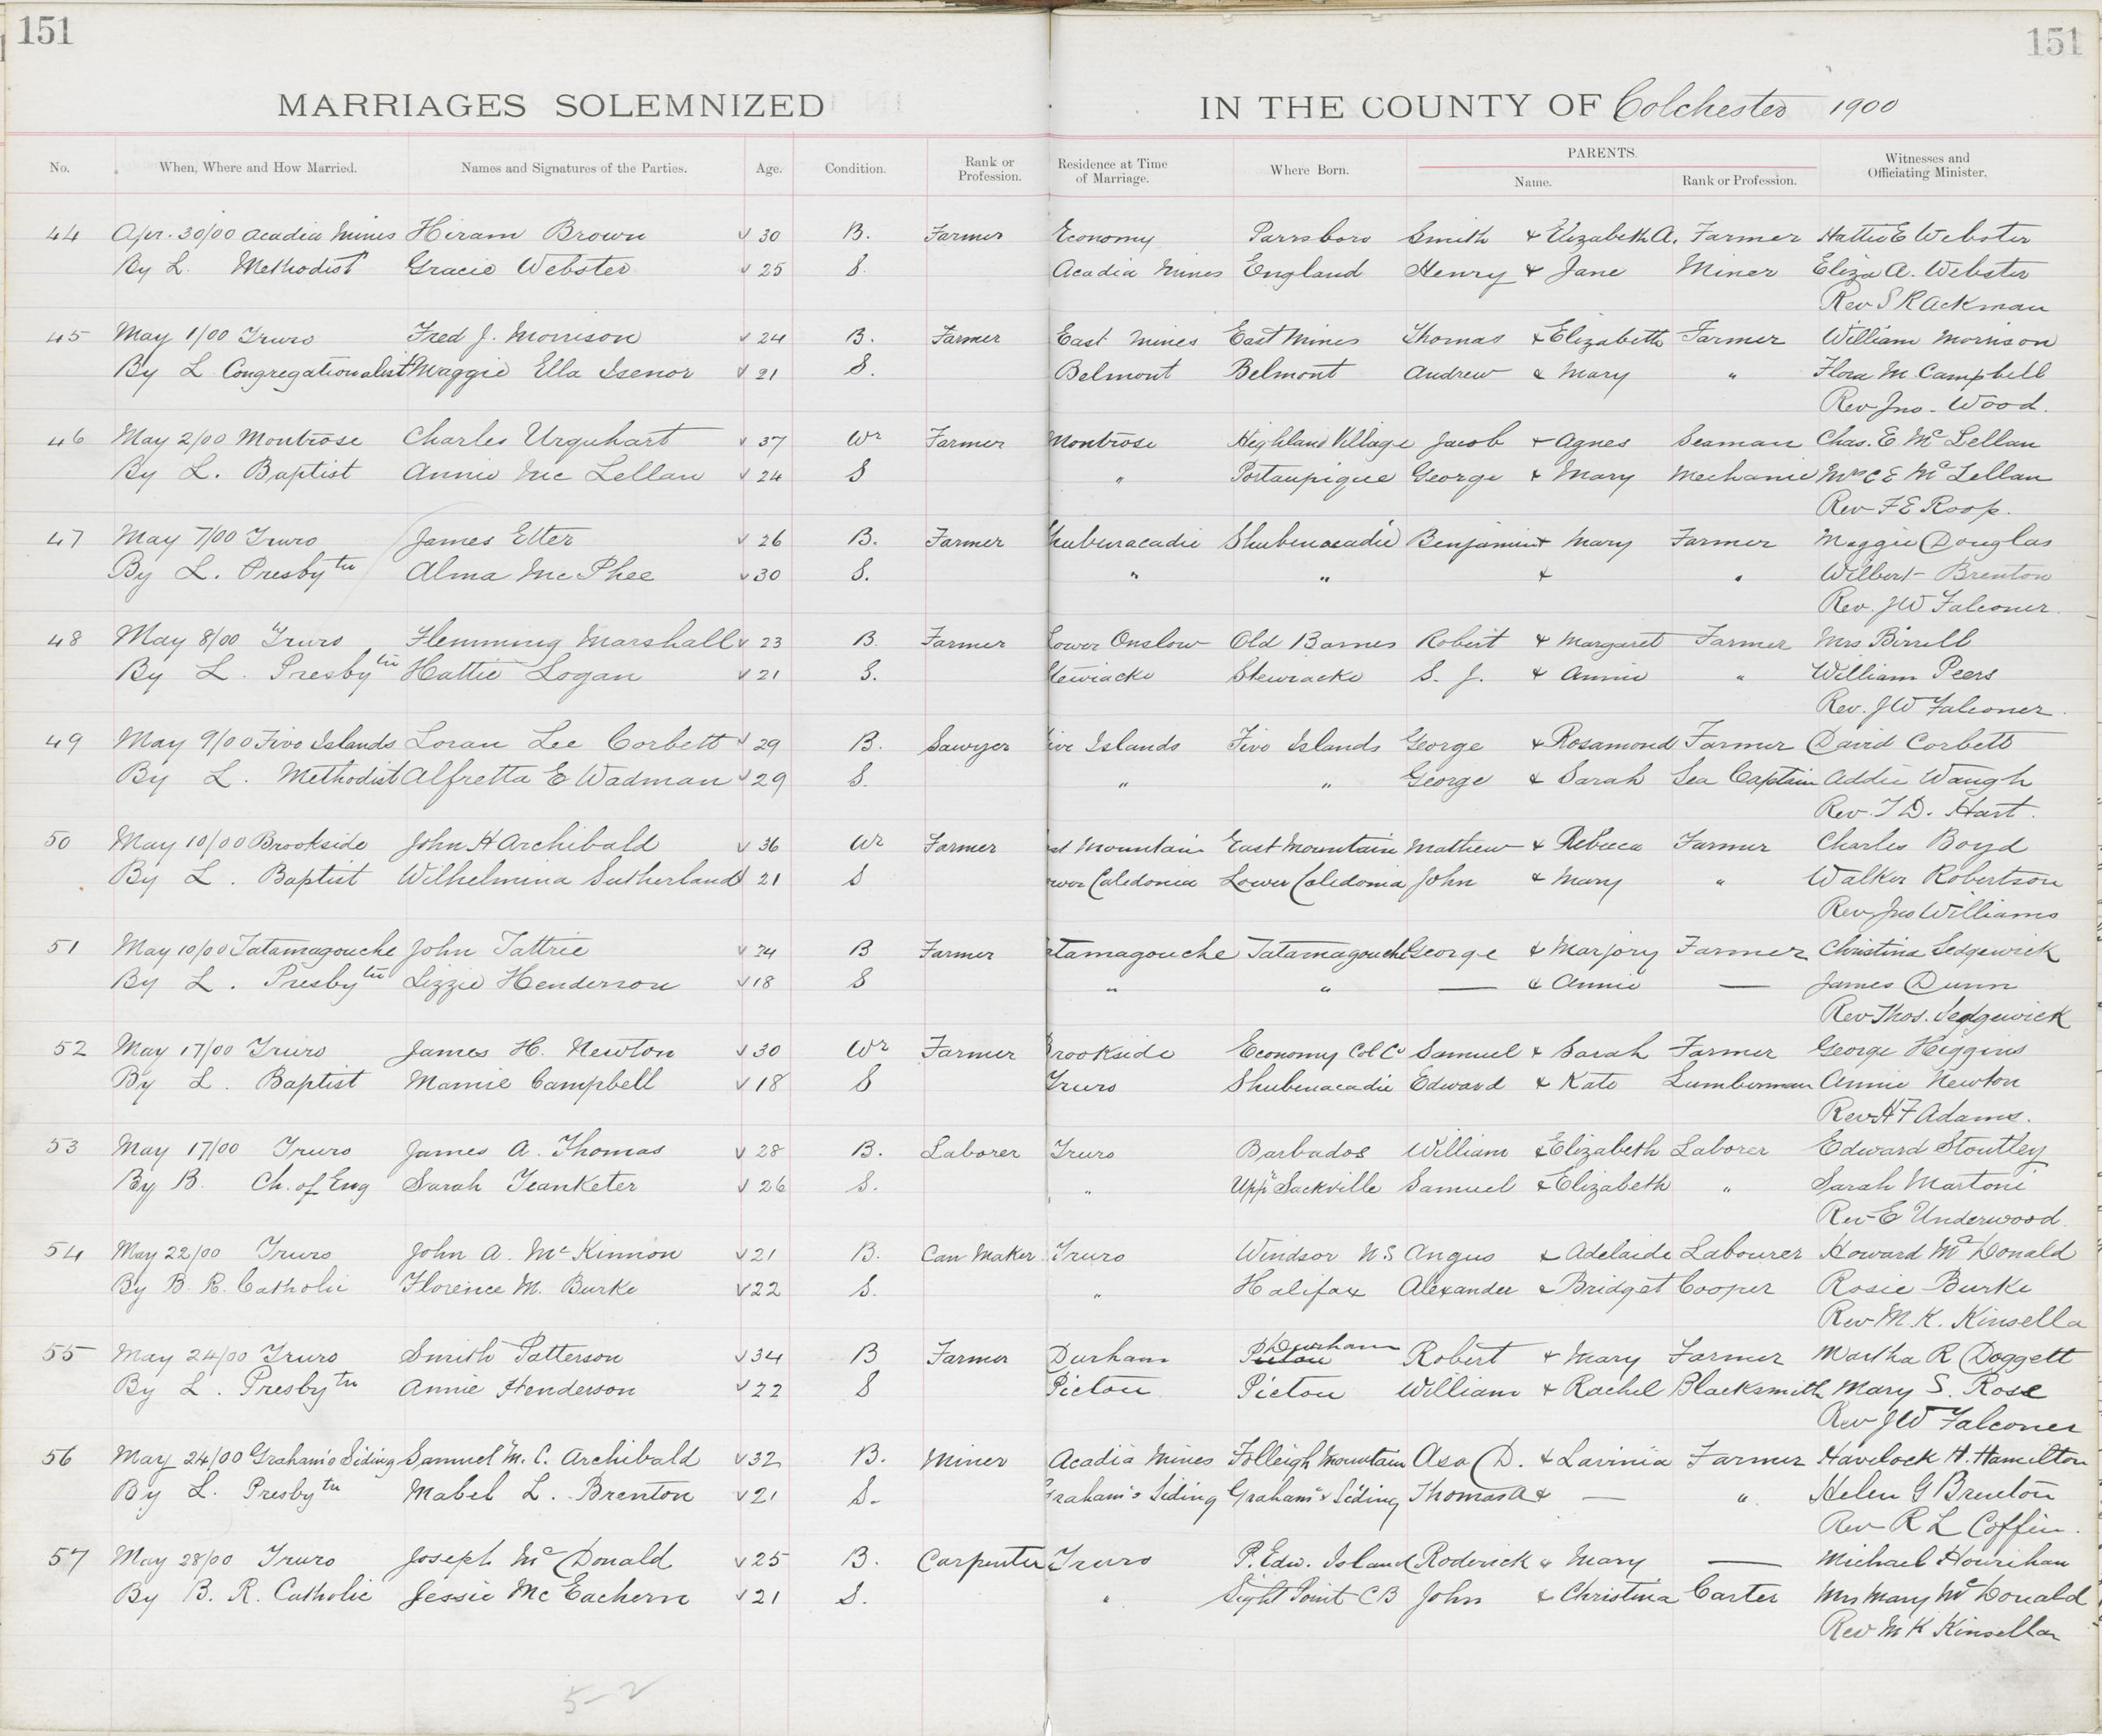 151 151
MARRIAGES SOLEMNIZED IN THE COUNTY OF Colchester 1900
No. When, Where and How Married. Names and Signatures of the Parties. Age. Condition. Rank or Profession. Residence at Time of Marriage. Where Born. PARENTS. Name. Rank or Profession. Witnesses and Officiating Minister.
44 Apr. 30/00 Acadia Mines Hiram Brown √ 30 B. Farmer Economy Parrsboro Smith & Elizabeth A. Farmer Hattie E Webster
By L. Methodist Gracie Webster √ 25 S. Acadia Mines England Henry & Jane Miner Eliza A. Webster
Rev S R Ackman
45 May 1/00 Truro Fred J. Morrison √ 24 B. Farmer East Mines East Mines Thomas & Elizabeth Farmer William Morrison
By L Congregationalist Maggie Ella Isenor √ 21 S. Belmont Belmont Andrew & Mary " Flora M. Campbell
Rev Jno. Wood.
46 May 2/00 Montrose Charles Urquhart √ 37 Wr Farmer Montrose Highland Village Jacob & Agnes Seaman Chas. E. McLellan
By L. Baptist Annie Mc Lellan √ 24 S " Portaupique George & Mary Mechanic Mrs C E McLellan
Rev F E Roop.
47 May 7/00 Truro James Etter √ 26 B. Farmer Shubenacadie Shubenacadie Benjamin & Mary Farmer Maggie Douglas
By L. Presbytn Alma McPhee √ 30 S. " " & " Wilbert Brenton
Rev. J W Falconer.
48 May 8/00 Truro Flemming Marshall √ 23 B. Farmer Lower Onslow Old Barnes Robert & Margaret Farmer Mrs. Birrell
By L. Presbytn Hattie Logan √ 21 S. Stewiacke Stewiacke S. J. & Annie " William Peers
Rev. J W Falconer.
49 May 9/00 Five Islands Loran Lee Corbett √ 29 B. Sawyer Five Islands Five Islands George & Rosamond Farmer David Corbett
By L. Methodist Alfretta E Wadman √ 29 S. " " George & Sarah Sea Captain Addie Waugh
Rev. T D. Hart.
50 May 10/00 Brookside John H Archibald √ 36 Wr Farmer st Mountain East Mountain Mathew & Rebecca Farmer Charles Boyd
By L. Baptist Wilhelmina Sutherland √ 21 S ower Caledonia Lower Caledonia John & Mary " Walker Robertson
Rev Jno Williams
51 May 10/00 Tatamagouche John Tattrie √ 24 B Farmer atamagouche Tatamagouche George & Marjory Farmer Christina Sedgewick
By L. Presbytn Lizzie Henderson √ 18 S " " — & Annie — James Dunn
Rev Thos. Sedgewick
52 May 17/00 Truro James H. Newton √ 30 Wr Farmer Brookside Economy Col Co Samuel & Sarah Farmer George Higgins
By L. Baptist Mamie Campbell √ 18 S Truro Shubenacadie Edward & Kate Lumberman Annie Newton
Rev H F Adams.
53 May 17/00 Truro James A. Thomas √ 28 B. Laborer Truro Barbados William & Elizabeth Laborer Edward Stoutley
By B. Ch. of Eng Sarah Teanketer √ 26 S. " Uppr Sackville Samuel & Elizabeth " Sarah Martoni
Rev E Underwood.
54 May 22/00 Truro John A. McKinnon √ 21 B. Can Maker Truro Windsor N S Angus & Adelaide Labourer Howard McDonald
By B. R. Catholic Florence M. Burke √ 22 S. " Halifax Alexander & Bridget Cooper Rosie Burke
Rev M. K. Kinsella
55 May 24/00 Truro Smith Patterson √ 34 B Farmer Durham Durham Pictou Robert & Mary Farmer Martha R Doggett
By L. Presbytn Annie Henderson √ 22 S Pictou Pictou William & Rachel Blacksmith Mary S. Rose
Rev J W Falconer
56 May 24/00 Graham's Siding Samuel M. C. Archibald √ 32 B. Miner Acadia Mines Folleigh Mountain Asa D. & Lavinia Farmer Havelock H. Hamilton
By L. Presbytn Mabel L. Brenton √ 21 S. Graham's Siding Graham's Siding Thomas A & — " Helen G Brenton
Rev R L Coffin.
57 May 28/00 Truro Joseph McDonald √ 25 B. Carpenter Truro P. Edw. Island Roderick & Mary — Michael Hourihan
By B. R. Catholic Jessie McEachern √ 21 S. " Sight Point C B John & Christina Carter Mrs Mary McDonald
Rev M K Kinsella
5-2